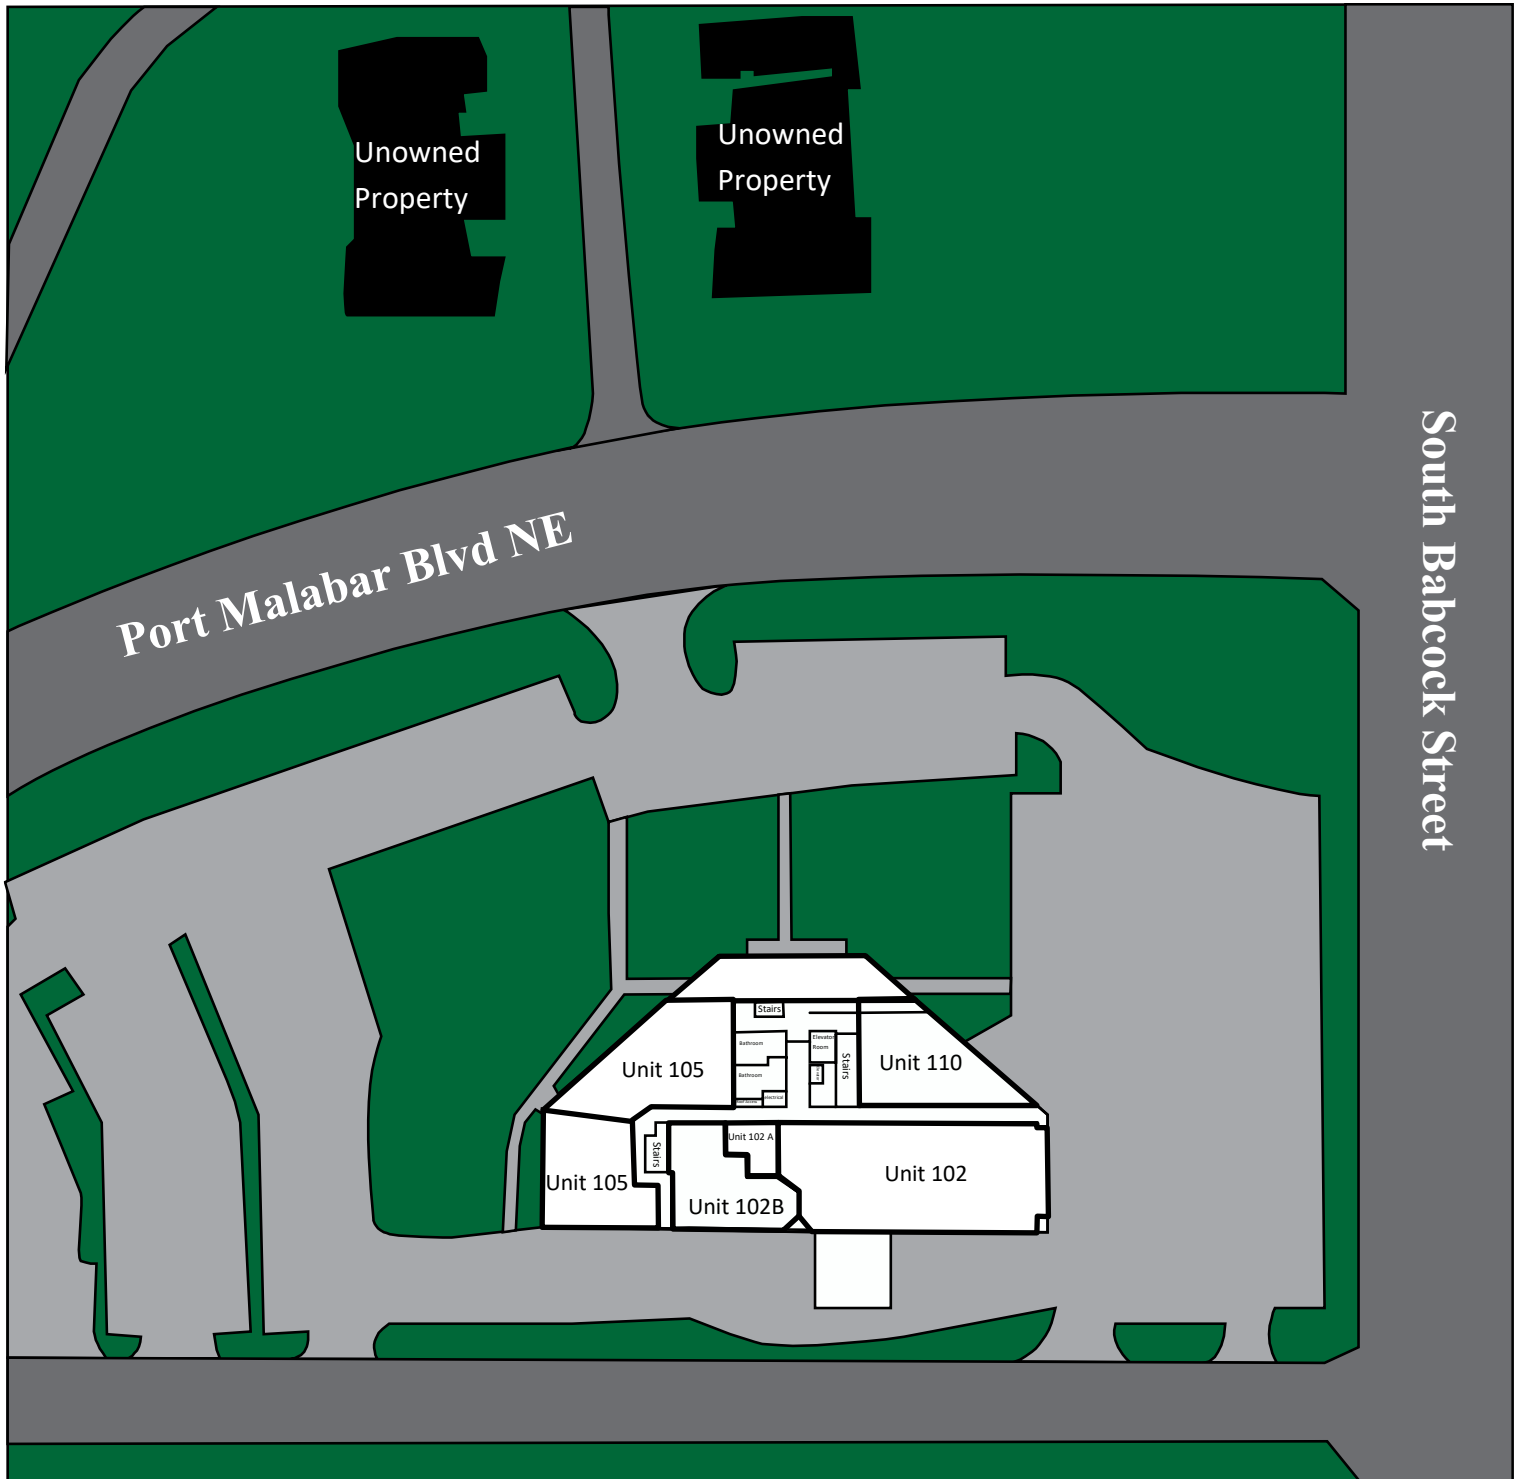 Unowned
Property
Unowned
Property
South Babcock Street
Port Malabar Blvd NE
Stairs
Bathroom
Elevator
Room
Stairs
Unit 105
Unit 110
Bathroom
Electrical
Unit 102 A
Stairs
Unit 105
Unit 102B
Unit 102